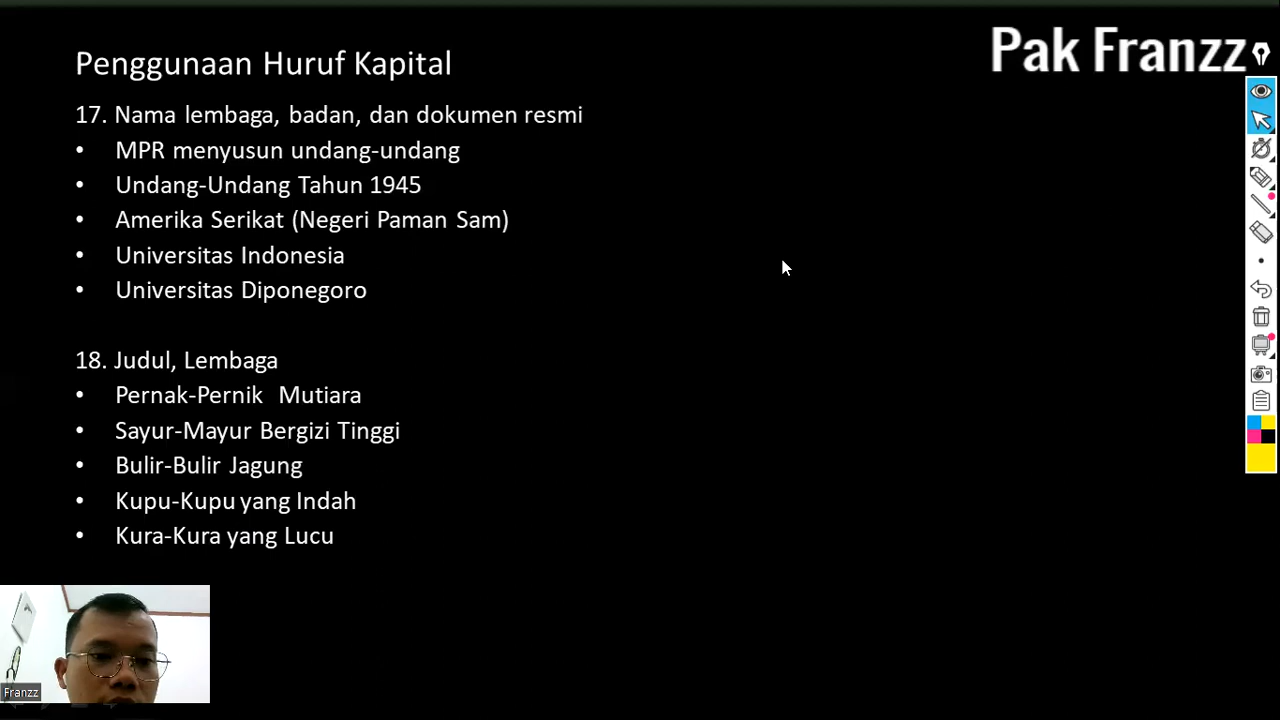 Penggunaan Huruf Kapital
Pak Franzz
17. Nama lembaga, badan, dan dokumen resmi
• MPR menyusun undang-undang
• Undang-Undang Tahun 1945
• Amerika Serikat (Negeri Paman Sam)
• Universitas Indonesia
• Universitas Diponegoro
18. Judul, Lembaga
• Pernak-Pernik Mutiara
• Sayur-Mayur Bergizi Tinggi
• Bulir-Bulir Jagung
• Kupu-Kupu yang Indah
• Kura-Kura yang Lucu
Franzz